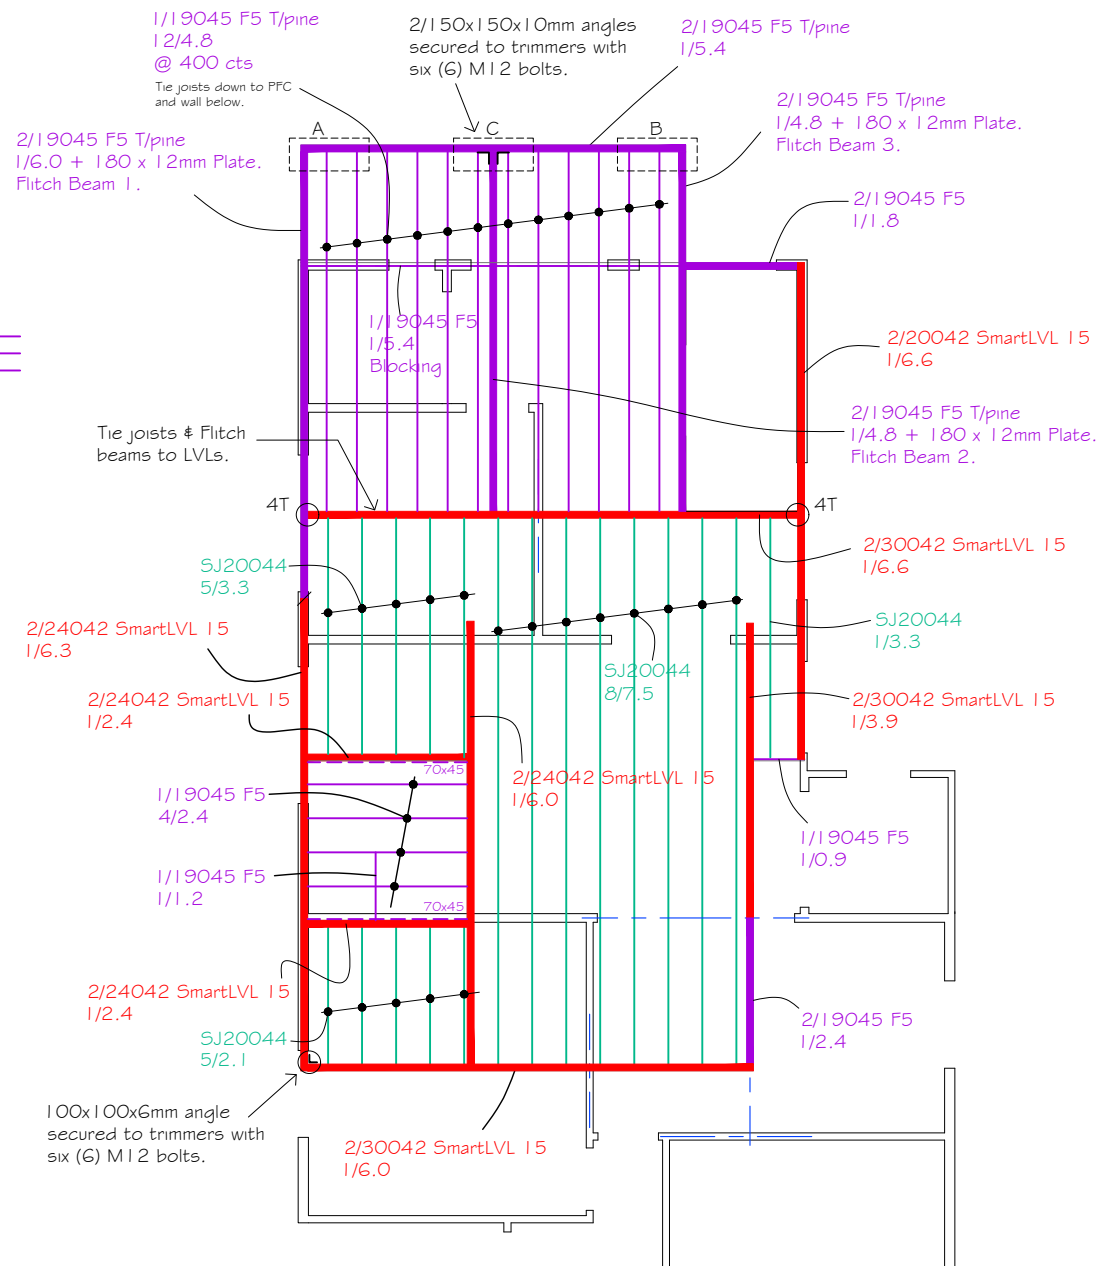 1/19045 F5 T/pine
12/4.8
@ 400 cts
Tie joists down to PFC
and wall below.
2/150x150x10mm angles
secured to trimmers with
six (6) M12 bolts.
2/19045 F5 T/pine
1/5.4
2/19045 F5 T/pine
1/4.8 + 180 x 12mm Plate.
Flitch Beam 3.
2/19045 F5 T/pine
1/6.0 + 180 x 12mm Plate.
Flitch Beam 1.
A
C
B
2/19045 F5
1/1.8
1/19045 F5
1/5.4
Blocking
2/20042 SmartLVL 15
1/6.6
2/19045 F5 T/pine
1/4.8 + 180 x 12mm Plate.
Flitch Beam 2.
Tie joists & Flitch
beams to LVLs.
4T
4T
2/30042 SmartLVL 15
1/6.6
SJ20044
5/3.3
SJ20044
1/3.3
2/24042 SmartLVL 15
1/6.3
SJ20044
8/7.5
2/24042 SmartLVL 15
1/2.4
2/30042 SmartLVL 15
1/3.9
70x45
2/24042 SmartLVL 15
1/6.0
1/19045 F5
4/2.4
1/19045 F5
0.9
1/19045 F5
1/1.2
70x45
2/24042 SmartLVL 15
1/2.4
2/19045 F5
1/2.4
SJ20044
5/2.1
100x100x6mm angle
secured to trimmers with
six (6) M12 bolts.
2/30042 SmartLVL 15
1/6.0